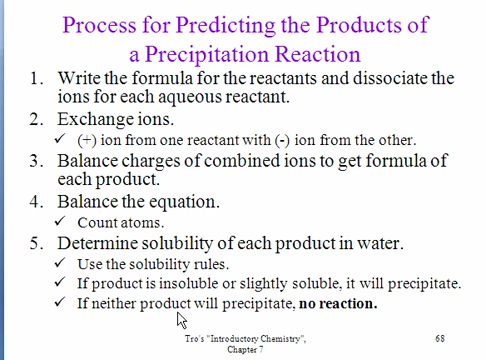 Process for Predicting the Products of
a Precipitation Reaction
1. Write the formula for the reactants and dissociate the
ions for each aqueous reactant.
2. Exchange ions.
✓ (+) ion from one reactant with (-) ion from the other.
3. Balance charges of combined ions to get formula of
each product.
4. Balance the equation.
✓ Count atoms.
5. Determine solubility of each product in water.
✓ Use the solubility rules.
✓ If product is insoluble or slightly soluble, it will precipitate.
✓ If neither product will precipitate, no reaction.
Tro's "Introductory Chemistry",
Chapter 7
68